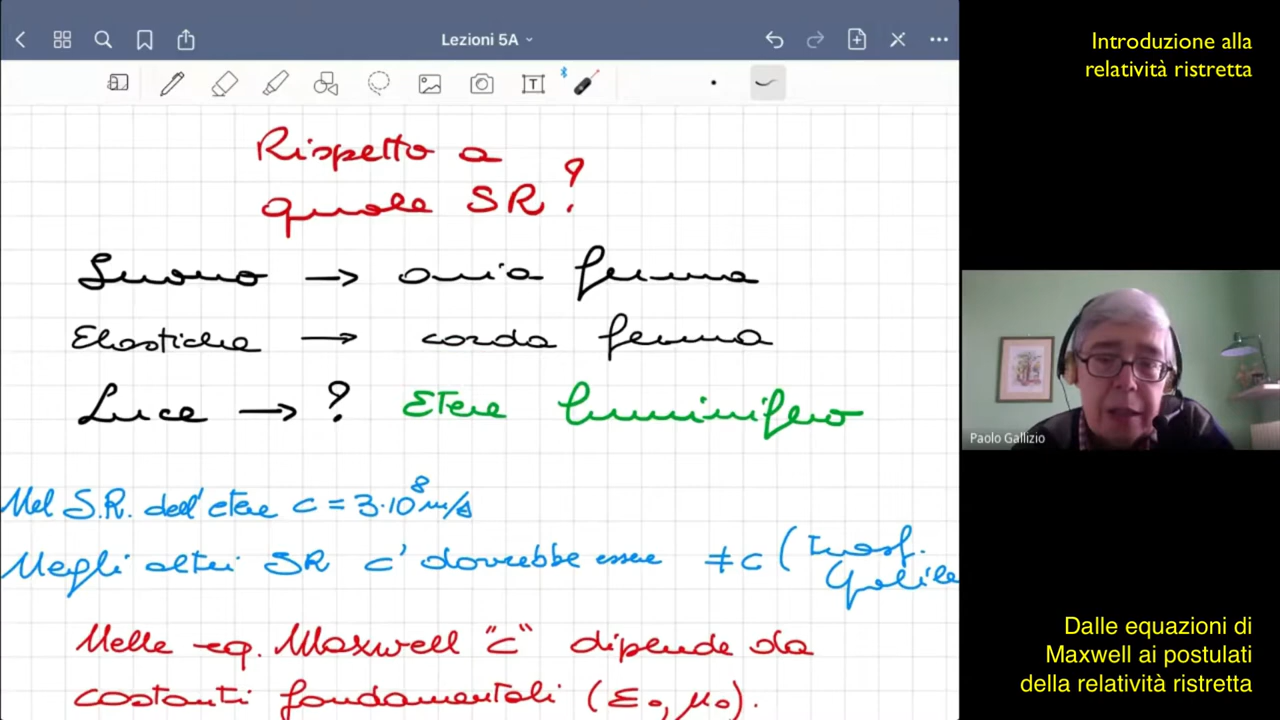 Lezioni 5A
Rispetto a
quale SR?
Suono → aria ferma
Elastiche → corda ferma
Luce → ? Etere luminifero
Nel S.R. dell'etere c = 3·10⁸ m/s
Negli altri SR c' dovrebbe essere ≠ c (Trasf.
Galile
Nelle eq. Maxwell "c" dipende da
costanti fondamentali (ε₀, μ₀).
Introduzione alla
relatività ristretta
Paolo Gallizio
Dalle equazioni di
Maxwell ai postulati
della relatività ristretta